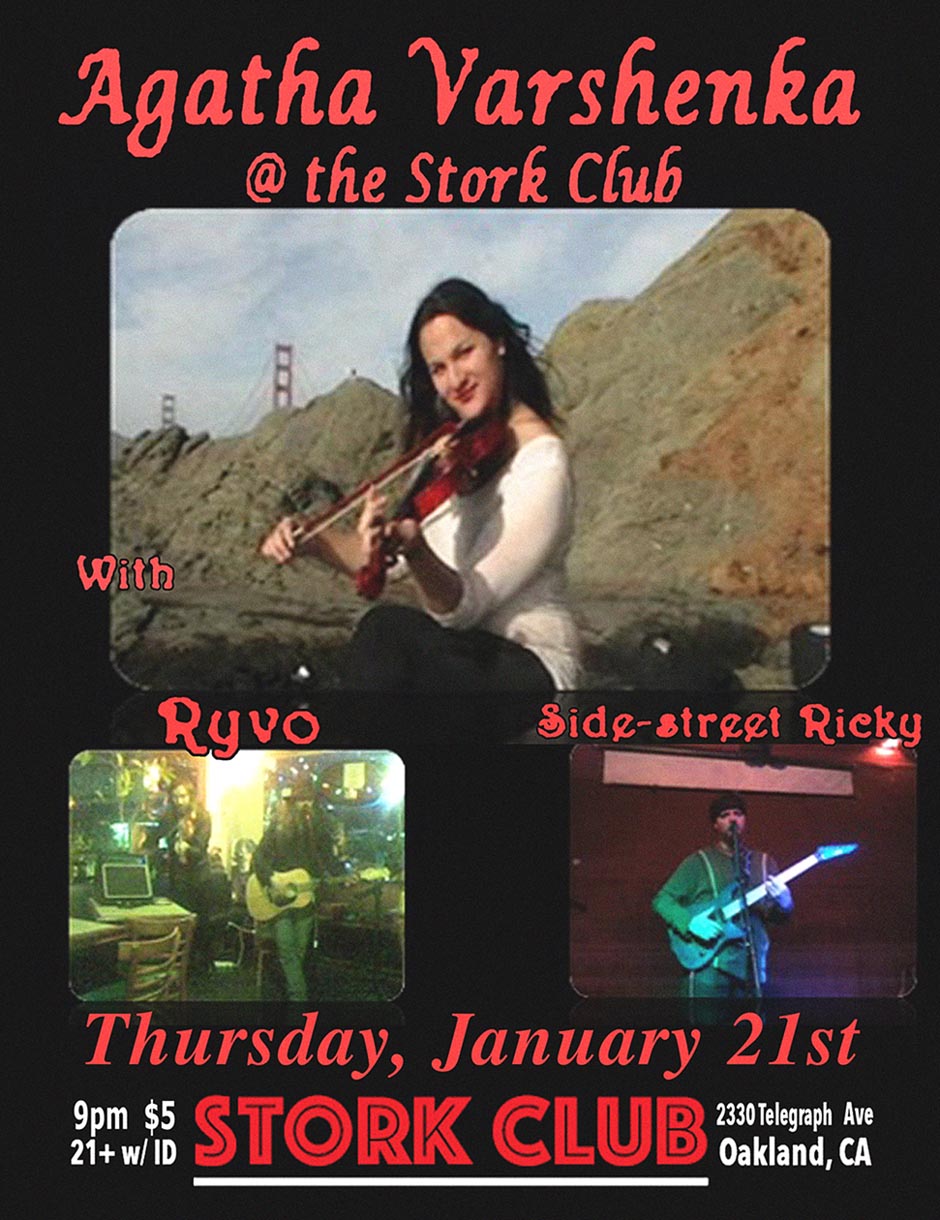 Agatha Varshenka
@ the Stork Club
With
Ryvo
Side-street Ricky
Thursday, January 21st
9pm $5
21+ w/ ID
STORK CLUB
2330 Telegraph Ave
Oakland, CA